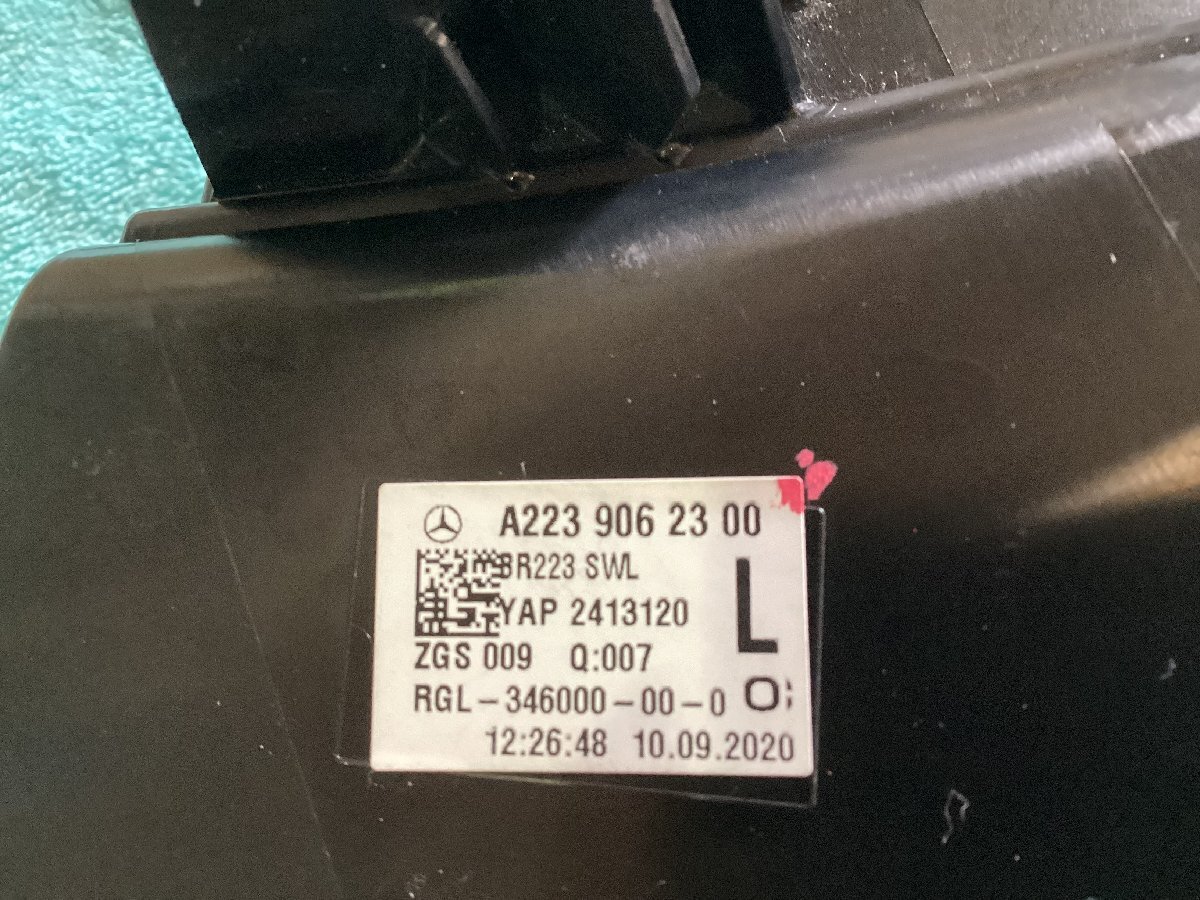 A223 906 23 00
BR223 SWL
YAP 2413120
L
ZGS 009 Q:007
RGL-346000-00-0
12:26:48 10.09.2020